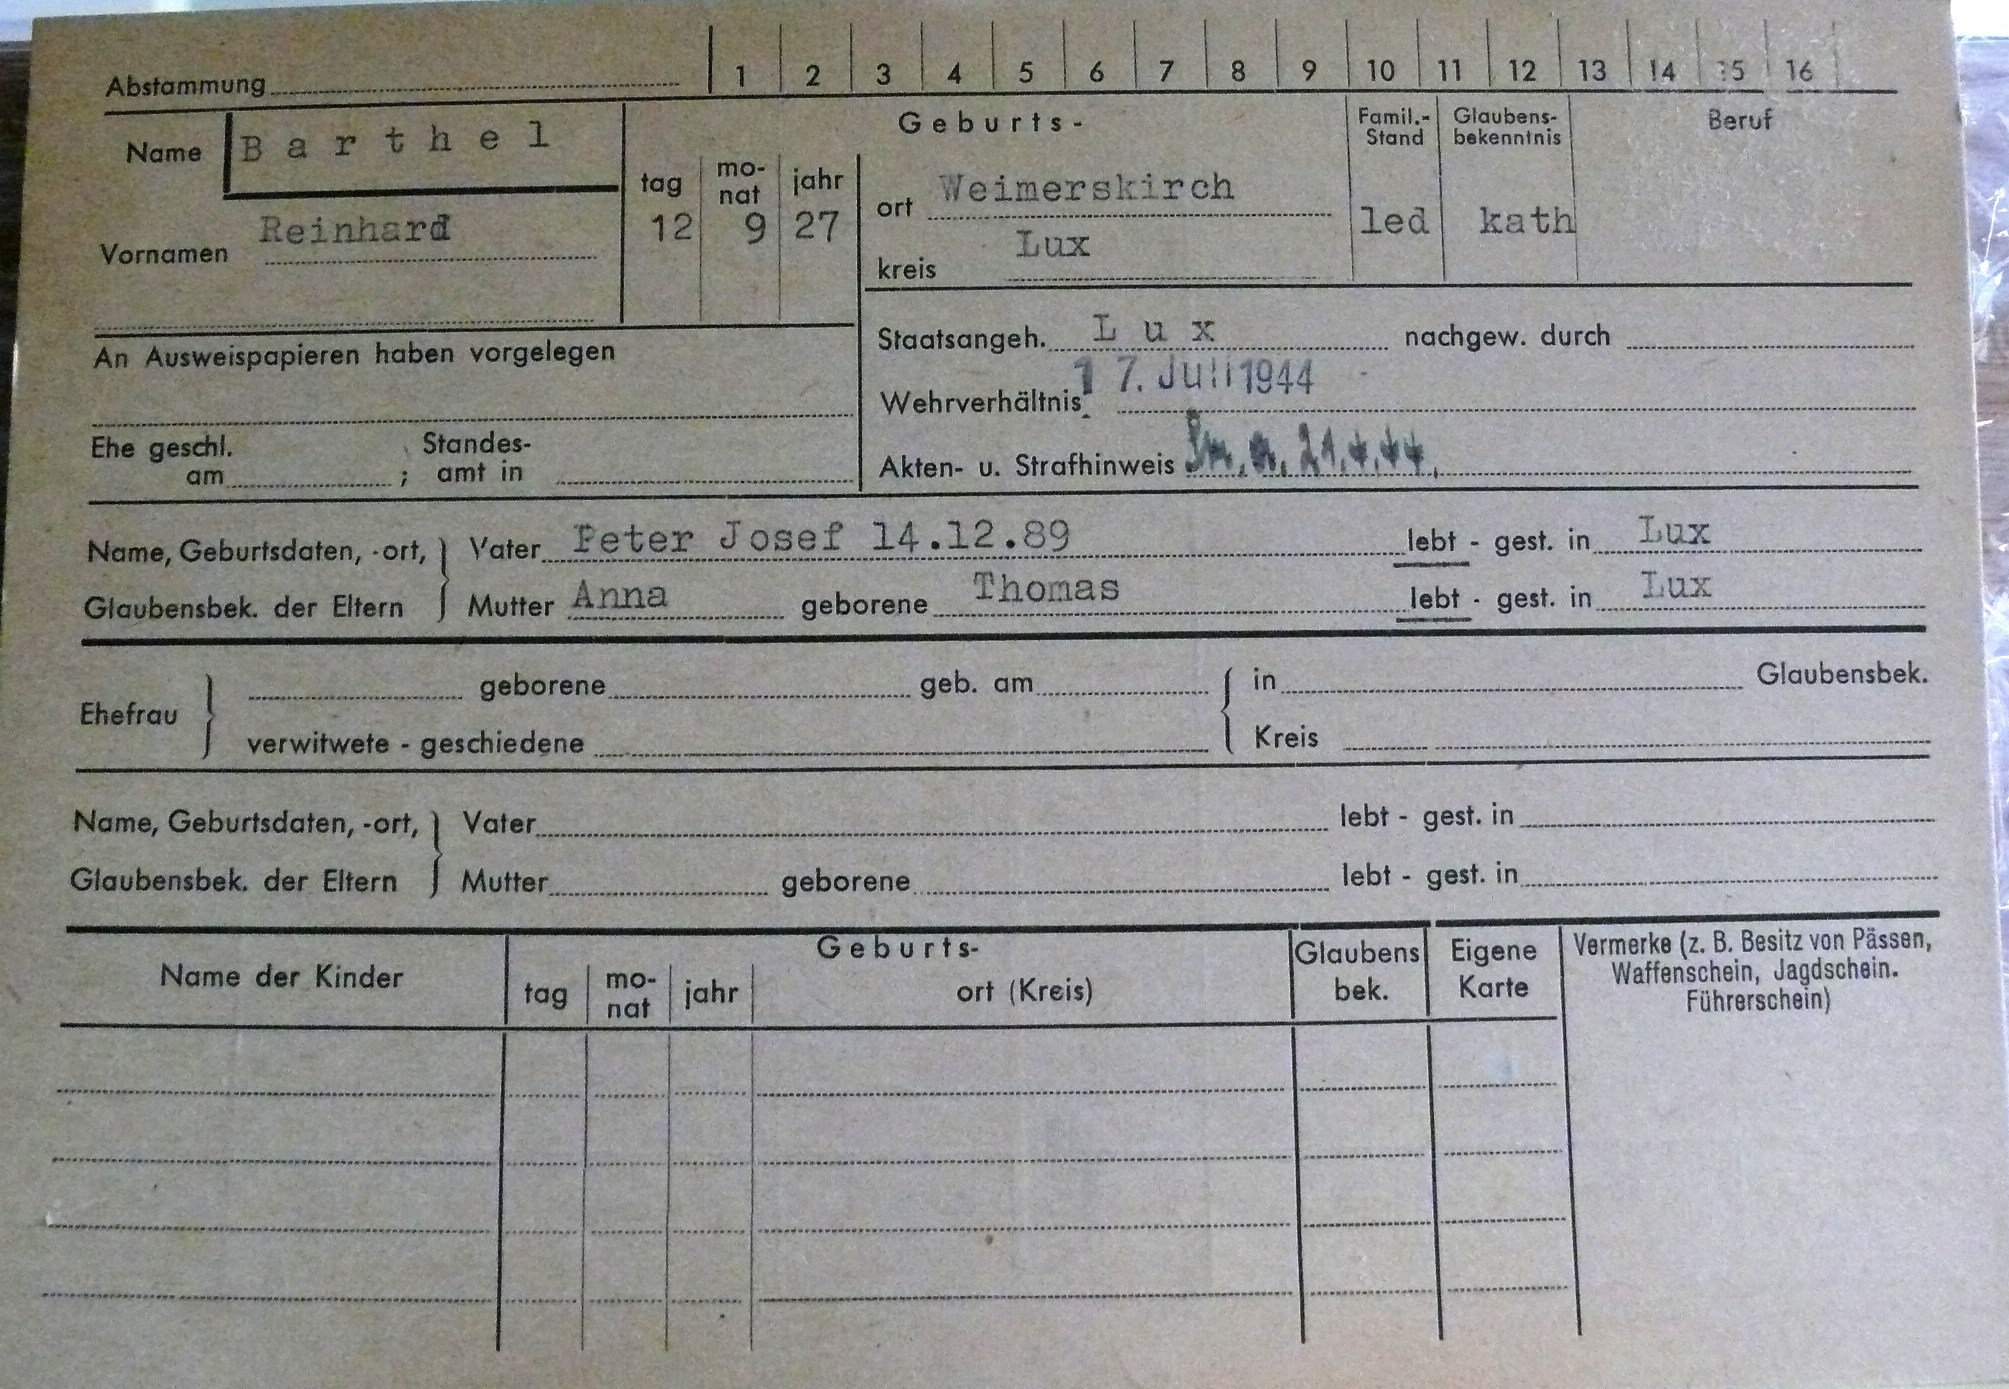 Abstammung 1 2 3 4 5 6 7 8 9 10 11 12 13 14 15 16
Name Barthel
Vornamen Reinhard
Geburts-
tag mo-nat jahr
12 9 27
ort Weimerskirch
kreis Lux
Famil.-Stand
led
Glaubens-bekenntnis
kath
Beruf
An Ausweispapieren haben vorgelegen
Staatsangeh. Lux nachgew. durch
Wehrverhältnis 17. Juli 1944
Ehe geschl. am ; Standes-amt in
Akten- u. Strafhinweis 21.4.44.
Name, Geburtsdaten, -ort, Vater Peter Josef 14.12.89 lebt - gest. in Lux
Glaubensbek. der Eltern Mutter Anna geborene Thomas lebt - gest. in Lux
Ehefrau geborene geb. am in Glaubensbek.
verwitwete - geschiedene Kreis
Name, Geburtsdaten, -ort, Vater lebt - gest. in
Glaubensbek. der Eltern Mutter geborene lebt - gest. in
Name der Kinder
Geburts-
tag mo-nat jahr ort (Kreis)
Glaubens bek.
Eigene Karte
Vermerke (z. B. Besitz von Pässen,
Waffenschein, Jagdschein.
Führerschein)